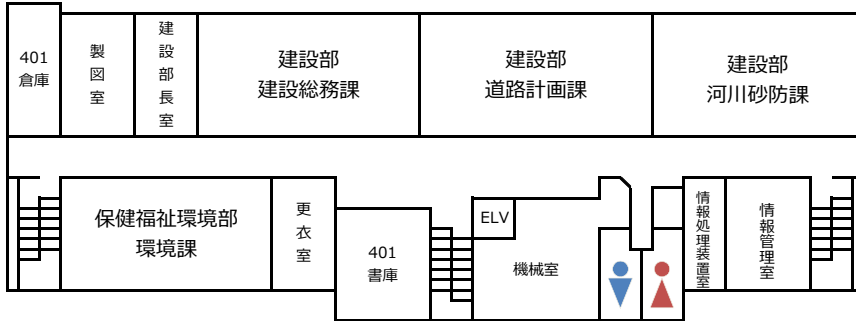 401
倉庫
製図室
建設部長室
建設部
建設総務課
建設部
道路計画課
建設部
河川砂防課
保健福祉環境部
環境課
更衣室
401
書庫
ELV
機械室
情報処理装置室
情報管理室